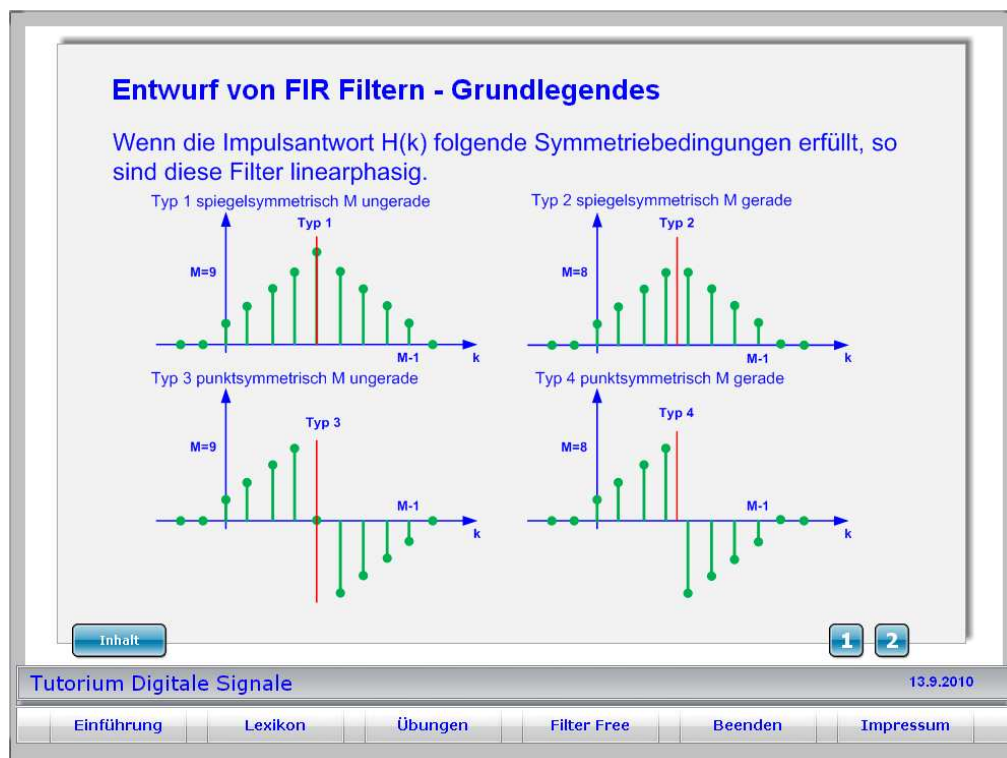 Entwurf von FIR Filtern - Grundlegendes
Wenn die Impulsantwort H(k) folgende Symmetriebedingungen erfüllt, so
sind diese Filter linearphasig.
Typ 1 spiegelsymmetrisch M ungerade
Typ 1
M=9
M-1
k
Typ 2 spiegelsymmetrisch M gerade
Typ 2
M=8
M-1
k
Typ 3 punktsymmetrisch M ungerade
Typ 3
M=9
M-1
k
Typ 4 punktsymmetrisch M gerade
Typ 4
M=8
M-1
k
Inhalt
1 2
Tutorium Digitale Signale
13.9.2010
Einführung Lexikon Übungen Filter Free Beenden Impressum